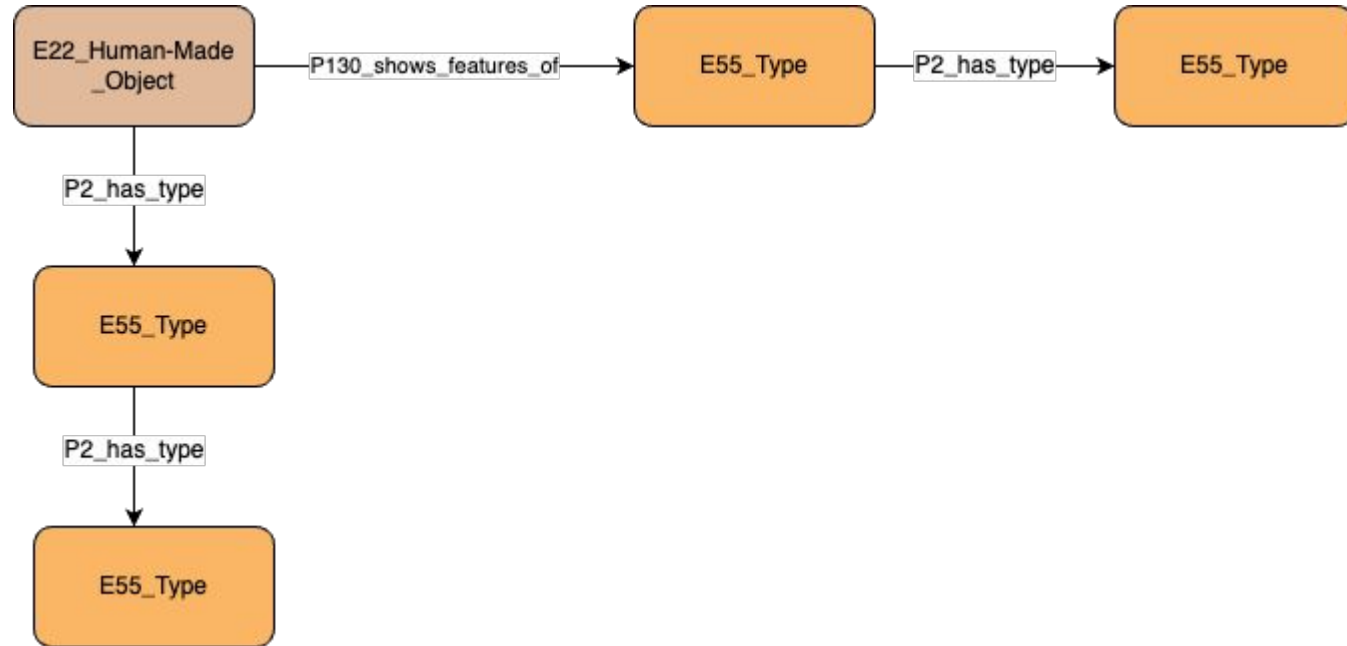 E22_Human-Made
_Object
P130_shows_features_of
E55_Type
P2_has_type
E55_Type
P2_has_type
E55_Type
P2_has_type
E55_Type